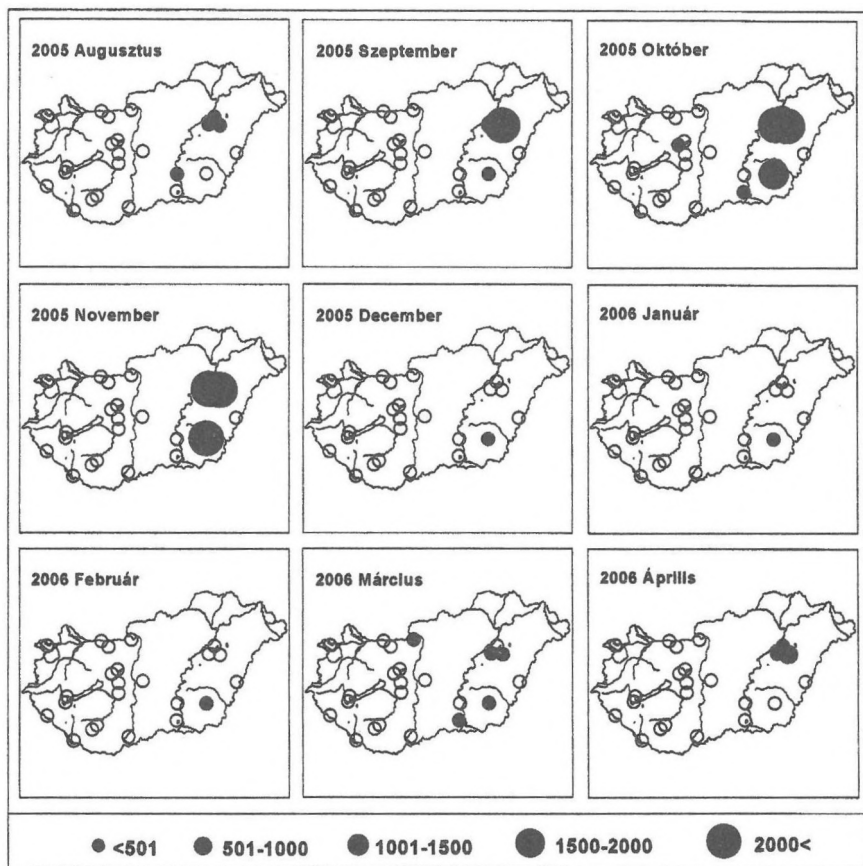 2005 Augusztus
2005 Szeptember
2005 Október
2005 November
2005 December
2006 Január
2006 Február
2006 Március
2006 Április
<501 501-1000 1001-1500 1500-2000 2000<